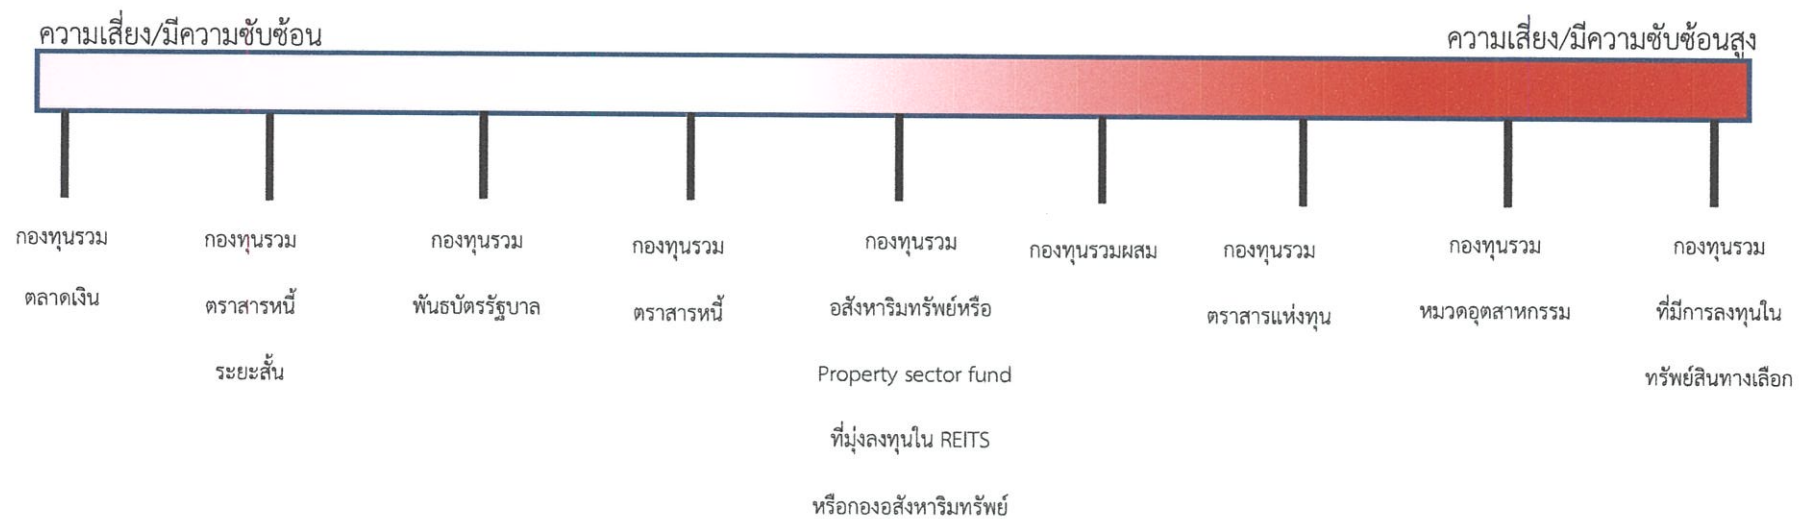 ความเสี่ยง/มีความซับซ้อน
ความเสี่ยง/มีความซับซ้อนสูง
กองทุนรวม
ตลาดเงิน
กองทุนรวม
ตราสารหนี้
ระยะสั้น
กองทุนรวม
พันธบัตรรัฐบาล
กองทุนรวม
ตราสารหนี้
กองทุนรวม
อสังหาริมทรัพย์หรือ
Property sector fund
ที่มุ่งลงทุนใน REITS
หรือกองอสังหาริมทรัพย์
กองทุนรวมผสม
กองทุนรวม
ตราสารแห่งทุน
กองทุนรวม
หมวดอุตสาหกรรม
กองทุนรวม
ที่มีการลงทุนใน
ทรัพย์สินทางเลือก